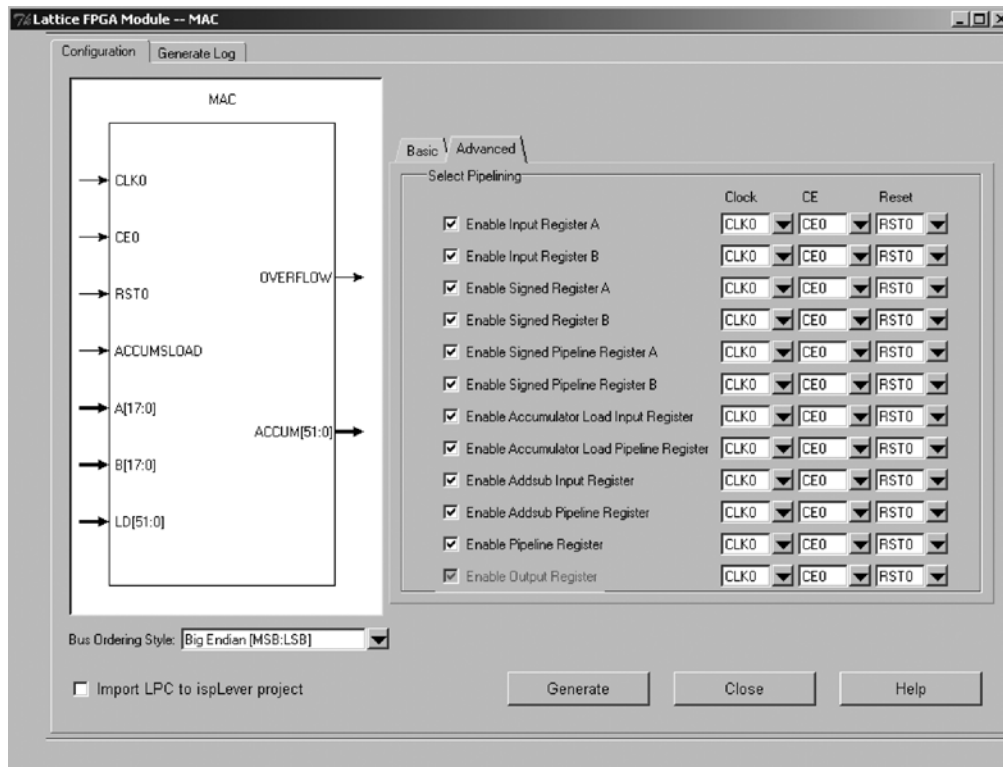 Lattice FPGA Module -- MAC
Configuration
Generate Log
MAC
CLK0
CE0
RST0
ACCUMSLOAD
A[17:0]
B[17:0]
LD[51:0]
OVERFLOW
ACCUM[51:0]
Basic
Advanced
Select Pipelining
Clock CE Reset
Enable Input Register A CLK0 CE0 RST0
Enable Input Register B CLK0 CE0 RST0
Enable Signed Register A CLK0 CE0 RST0
Enable Signed Register B CLK0 CE0 RST0
Enable Signed Pipeline Register A CLK0 CE0 RST0
Enable Signed Pipeline Register B CLK0 CE0 RST0
Enable Accumulator Load Input Register CLK0 CE0 RST0
Enable Accumulator Load Pipeline Register CLK0 CE0 RST0
Enable Addsub Input Register CLK0 CE0 RST0
Enable Addsub Pipeline Register CLK0 CE0 RST0
Enable Pipeline Register CLK0 CE0 RST0
Enable Output Register CLK0 CE0 RST0
Bus Ordering Style: Big Endian [MSB:LSB]
Import LPC to ispLever project
Generate
Close
Help